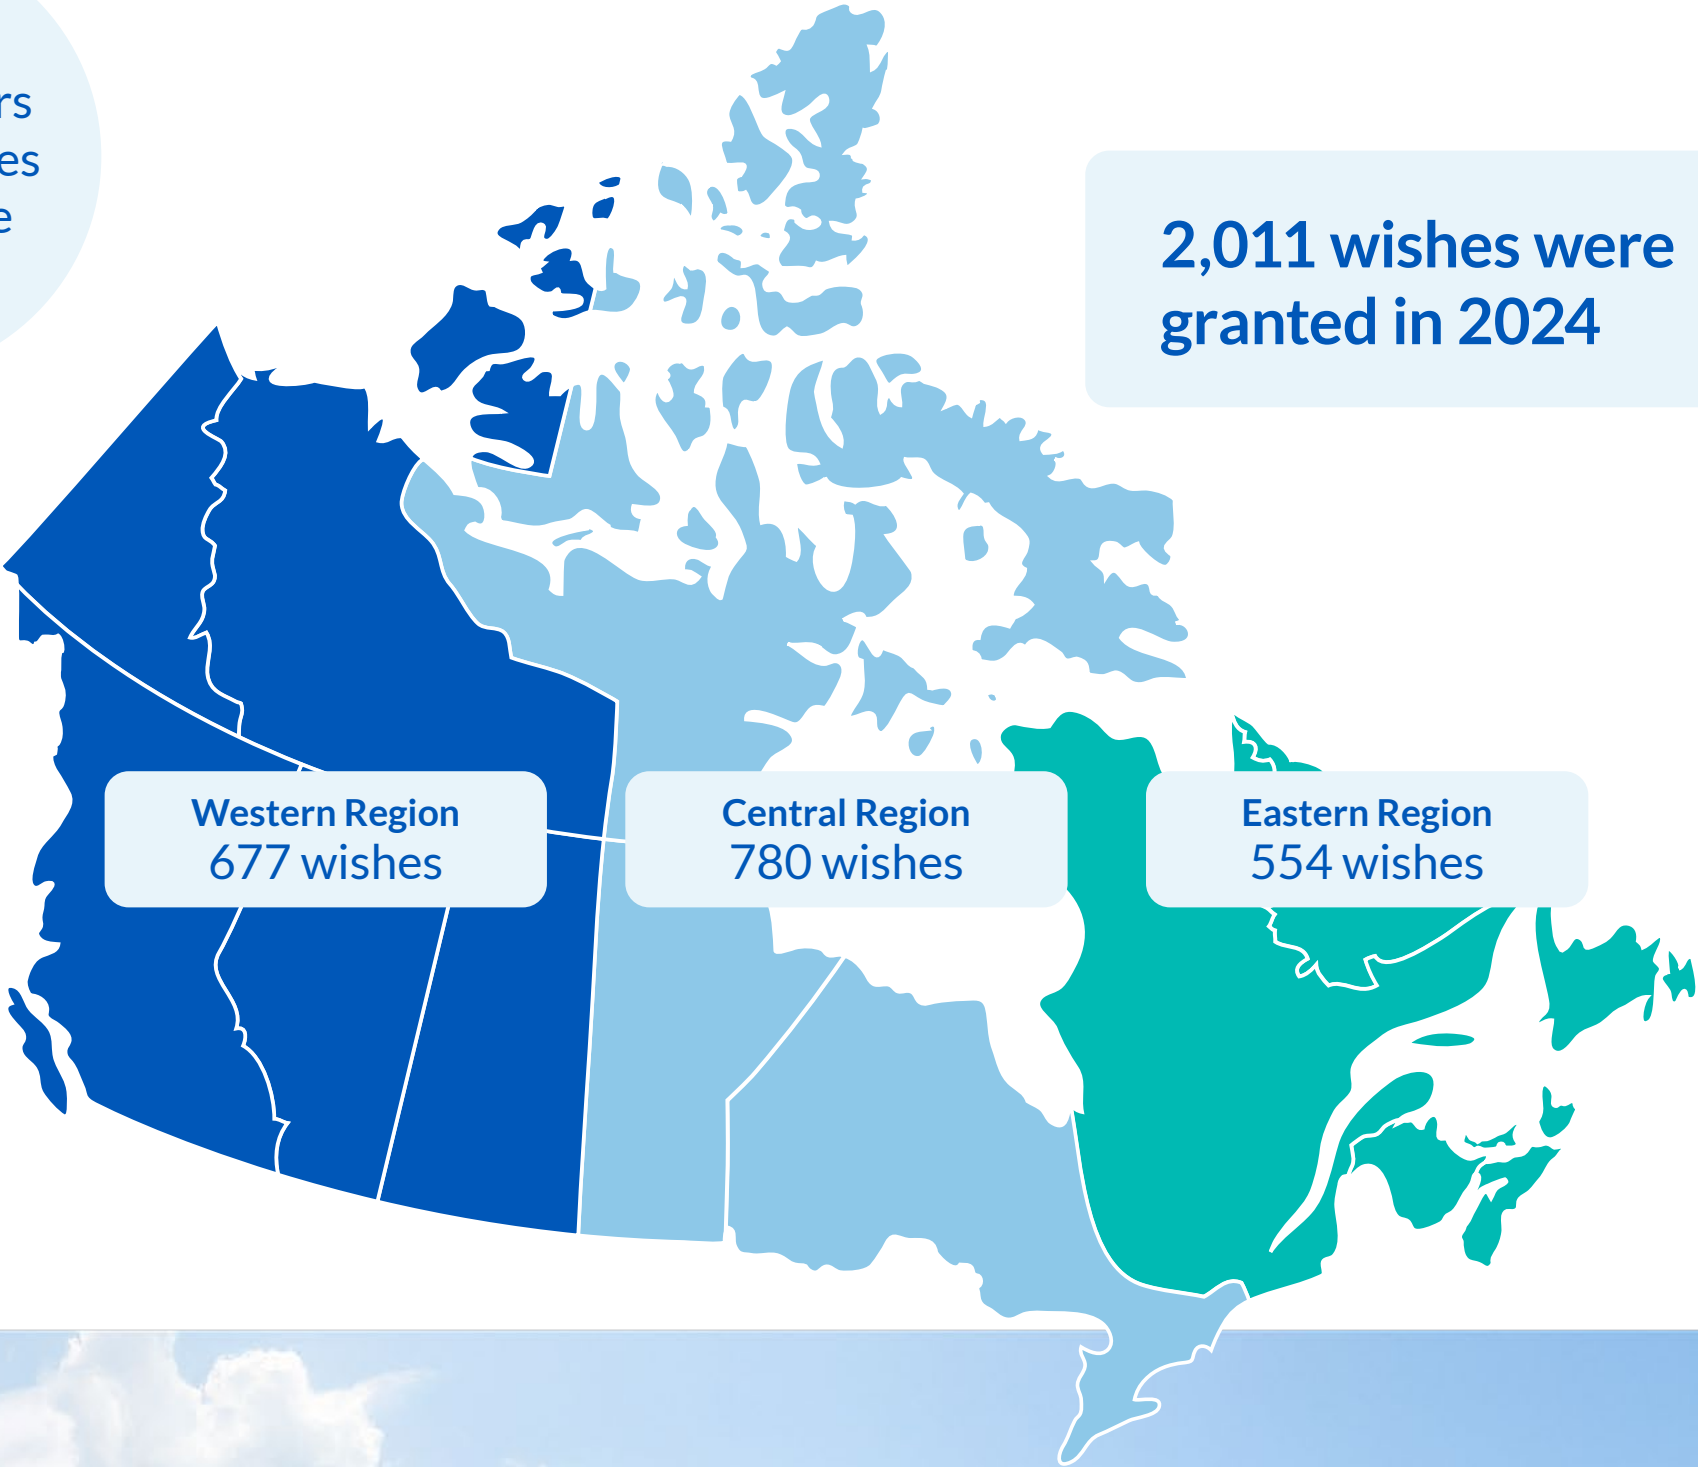 2,011 wishes were
granted in 2024
Western Region
677 wishes
Central Region
780 wishes
Eastern Region
554 wishes